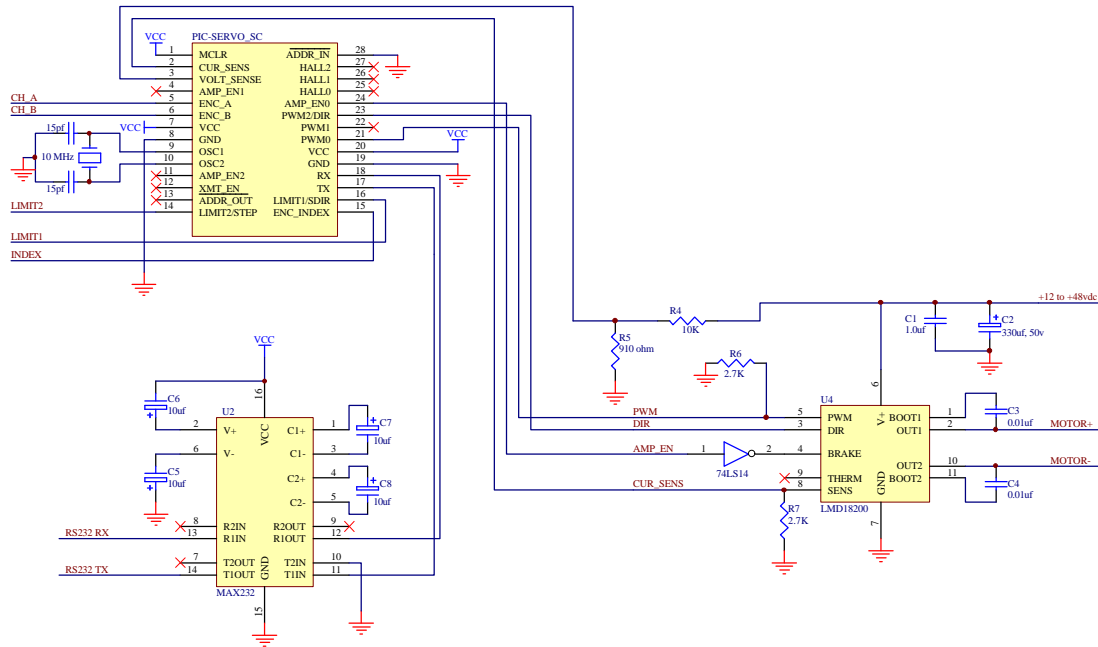 PIC-SERVO_SC
VCC
1 MCLR ADDR_IN 28
2 CUR_SENS HALL2 27
3 VOLT_SENSE HALL1 26
4 AMP_EN1 HALL0 25
CH_A 5 ENC_A AMP_EN0 24
CH_B 6 ENC_B PWM2/DIR 23
VCC 7 VCC PWM1 22
15pf 8 GND PWM0 21 VCC
9 OSC1 VCC 20
10 MHz 10 OSC2 GND 19
11 AMP_EN2 RX 18
15pf 12 XMT_EN TX 17
13 ADDR_OUT LIMIT1/SDIR 16
LIMIT2 14 LIMIT2/STEP ENC_INDEX 15
LIMIT1
INDEX
+12 to +48vdc
R4
10K
C1
1.0uf
+
C2
330uf, 50v
R5
910 ohm
R6
2.7K
VCC
U4
6
PWM 5 PWM V+ BOOT1 1
DIR 3 DIR OUT1 2 MOTOR+
C3
0.01uf
AMP_EN 1 2 4 BRAKE
74LS14
OUT2 10 MOTOR-
9 THERM BOOT2 11
CUR_SENS 8 SENS GND
C4
0.01uf
LMD18200
7
R7
2.7K
U2
16
VCC
C6
10uf
+
2 V+ C1+ 1
+
C7
10uf
6 V- C1- 3
C5
10uf
+
C2+ 4
+
C8
10uf
C2- 5
8 R2IN R2OUT 9
RS232 RX 13 R1IN R1OUT 12
7 T2OUT T2IN 10
RS232 TX 14 T1OUT GND T1IN 11
MAX232
15